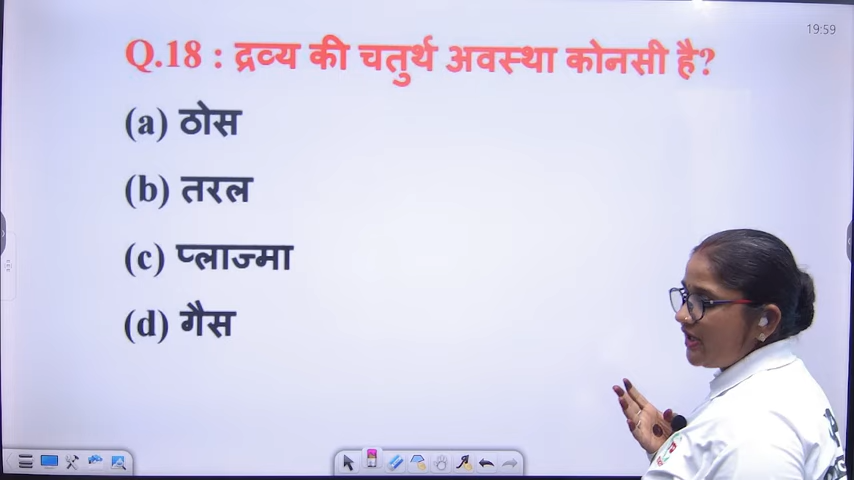 19:59
Q.18 : द्रव्य की चतुर्थ अवस्था कोनसी है?
(a) ठोस
(b) तरल
(c) प्लाज्मा
(d) गैस